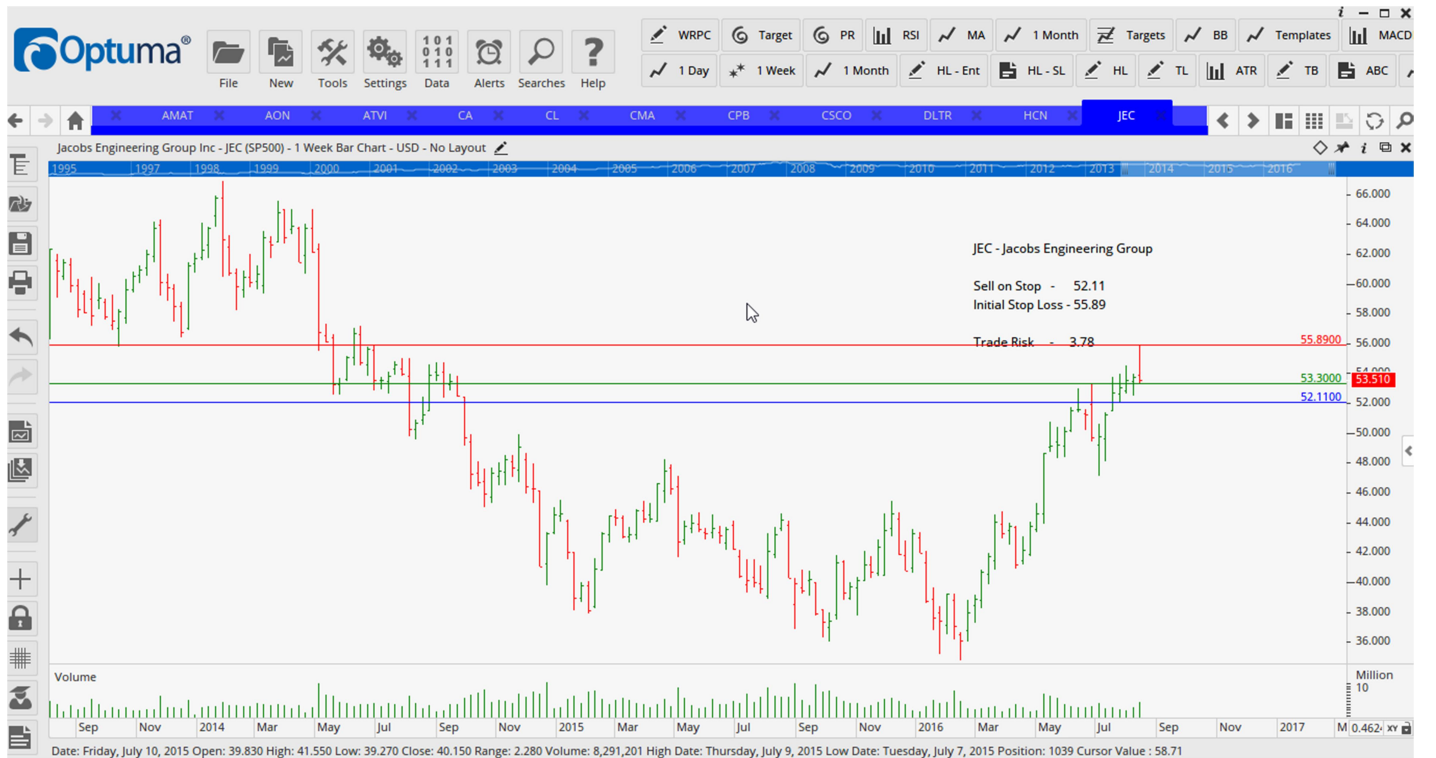 Optuma®
File
New
Tools
Settings
101
010
111
Data
Alerts
Searches
Help
WRPC
Target
PR
RSI
MA
1 Month
Targets
BB
Templates
MACD
1 Day
1 Week
1 Month
HL - Ent
HL - SL
HL
TL
ATR
TB
ABC
AMAT
AON
ATVI
CA
CL
CMA
CPB
CSCO
DLTR
HCN
JEC
Jacobs Engineering Group Inc - JEC (SP500) - 1 Week Bar Chart - USD - No Layout
1995 1997 1998 1999 2000 2001 2002 2003 2004 2005 2006 2007 2008 2009 2010 2011 2012 2013 2014 2015 2016
JEC - Jacobs Engineering Group
Sell on Stop - 52.11
Initial Stop Loss - 55.89
Trade Risk - 3.78
55.8900
53.3000
52.1100
66.000
64.000
62.000
60.000
58.000
56.000
54.000
53.510
52.000
50.000
48.000
46.000
44.000
42.000
40.000
38.000
36.000
Volume
Million
10
Sep Nov 2014 Mar May Jul Sep Nov 2015 Mar May Jul Sep Nov 2016 Mar May Jul Sep Nov 2017 M
0.462 XY
Date: Friday, July 10, 2015 Open: 39.830 High: 41.550 Low: 39.270 Close: 40.150 Range: 2.280 Volume: 8,291,201 High Date: Thursday, July 9, 2015 Low Date: Tuesday, July 7, 2015 Position: 1039 Cursor Value : 58.71